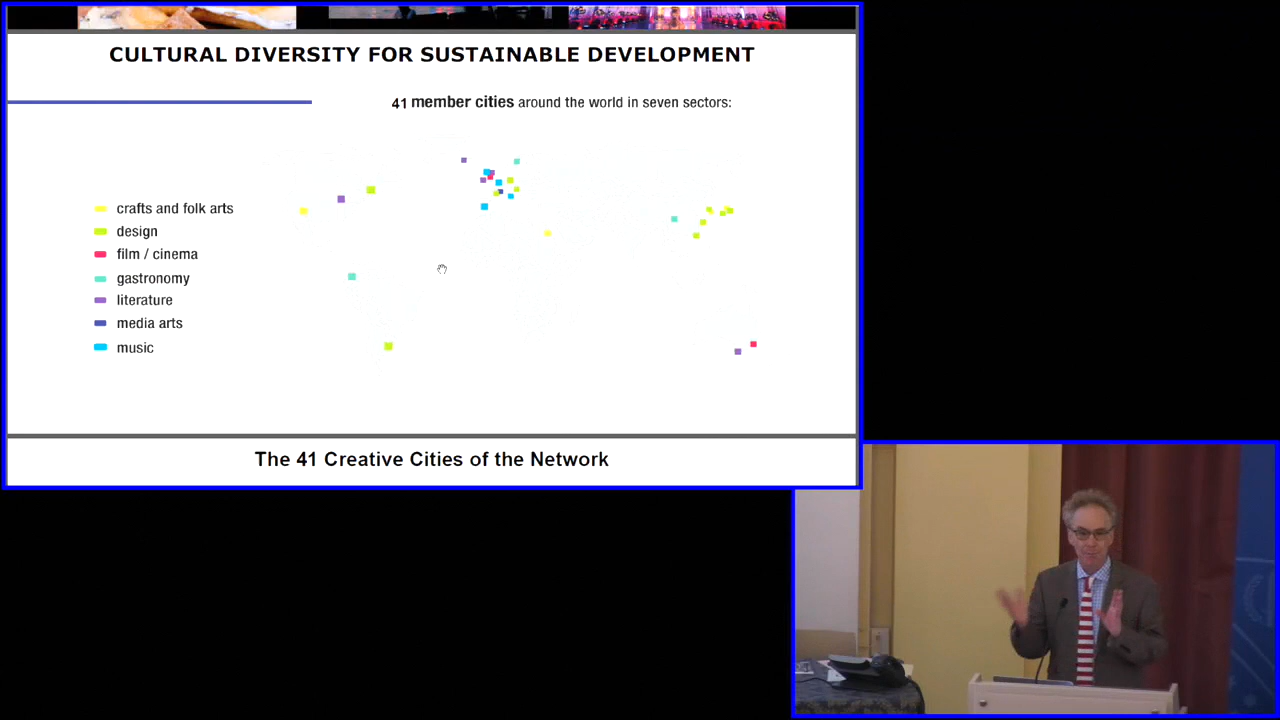 CULTURAL DIVERSITY FOR SUSTAINABLE DEVELOPMENT
41 member cities around the world in seven sectors:
crafts and folk arts
design
film / cinema
gastronomy
literature
media arts
music
The 41 Creative Cities of the Network